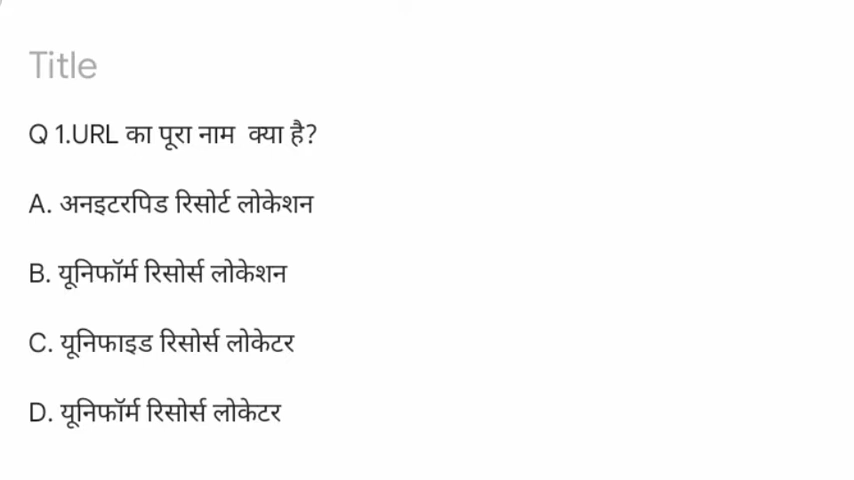 Title
Q 1.URL का पूरा नाम क्या है?
A. अनइटरपिड रिसोर्ट लोकेशन
B. यूनिफॉर्म रिसोर्स लोकेशन
C. यूनिफाइड रिसोर्स लोकेटर
D. यूनिफॉर्म रिसोर्स लोकेटर